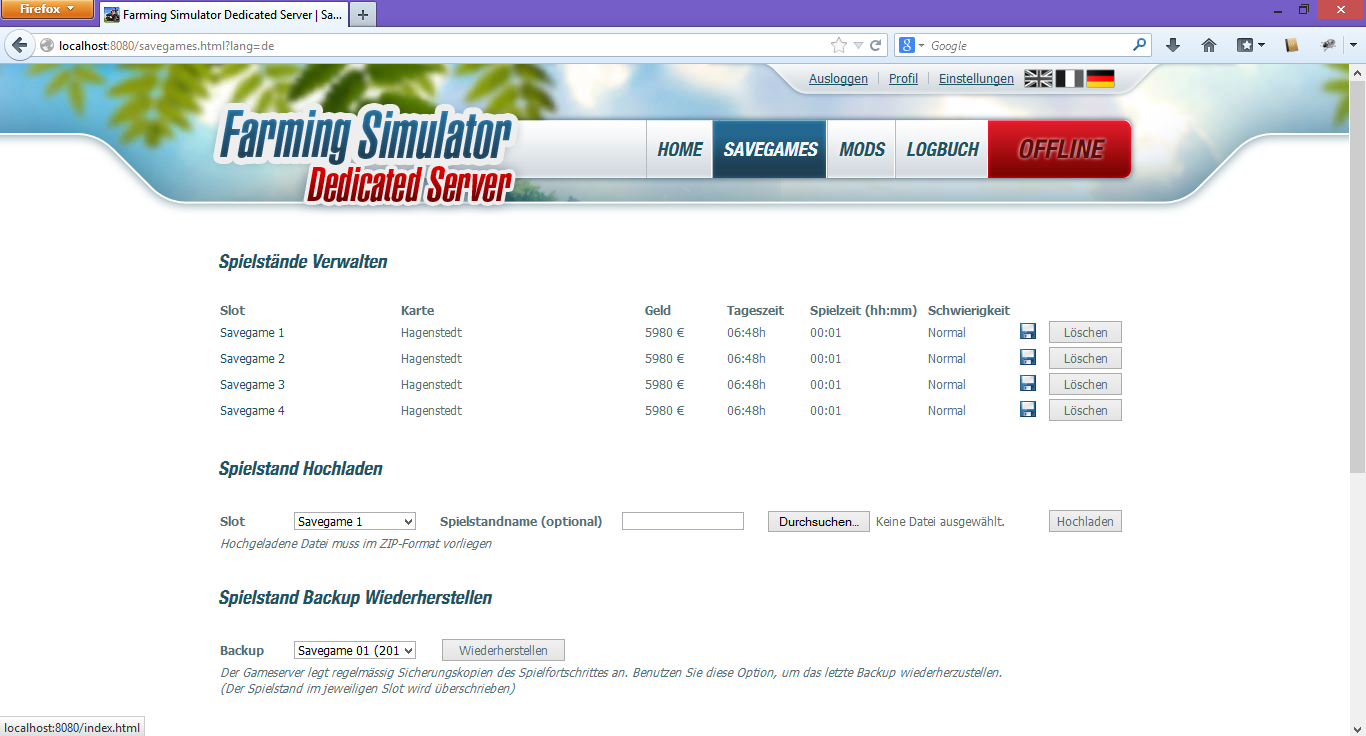 Firefox
Farming Simulator Dedicated Server | Sa...
localhost:8080/savegames.html?lang=de
Google
Ausloggen Profil Einstellungen
Farming Simulator
Dedicated Server
HOME SAVEGAMES MODS LOGBUCH OFFLINE
Spielstände Verwalten
Slot Karte Geld Tageszeit Spielzeit (hh:mm) Schwierigkeit
Savegame 1 Hagenstedt 5980 € 06:48h 00:01 Normal Löschen
Savegame 2 Hagenstedt 5980 € 06:48h 00:01 Normal Löschen
Savegame 3 Hagenstedt 5980 € 06:48h 00:01 Normal Löschen
Savegame 4 Hagenstedt 5980 € 06:48h 00:01 Normal Löschen
Spielstand Hochladen
Slot Savegame 1 Spielstandname (optional) Durchsuchen... Keine Datei ausgewählt. Hochladen
Hochgeladene Datei muss im ZIP-Format vorliegen
Spielstand Backup Wiederherstellen
Backup Savegame 01 (201 Wiederherstellen
Der Gameserver legt regelmässig Sicherungskopien des Spielfortschrittes an. Benutzen Sie diese Option, um das letzte Backup wiederherzustellen.
(Der Spielstand im jeweiligen Slot wird überschrieben)
localhost:8080/index.html